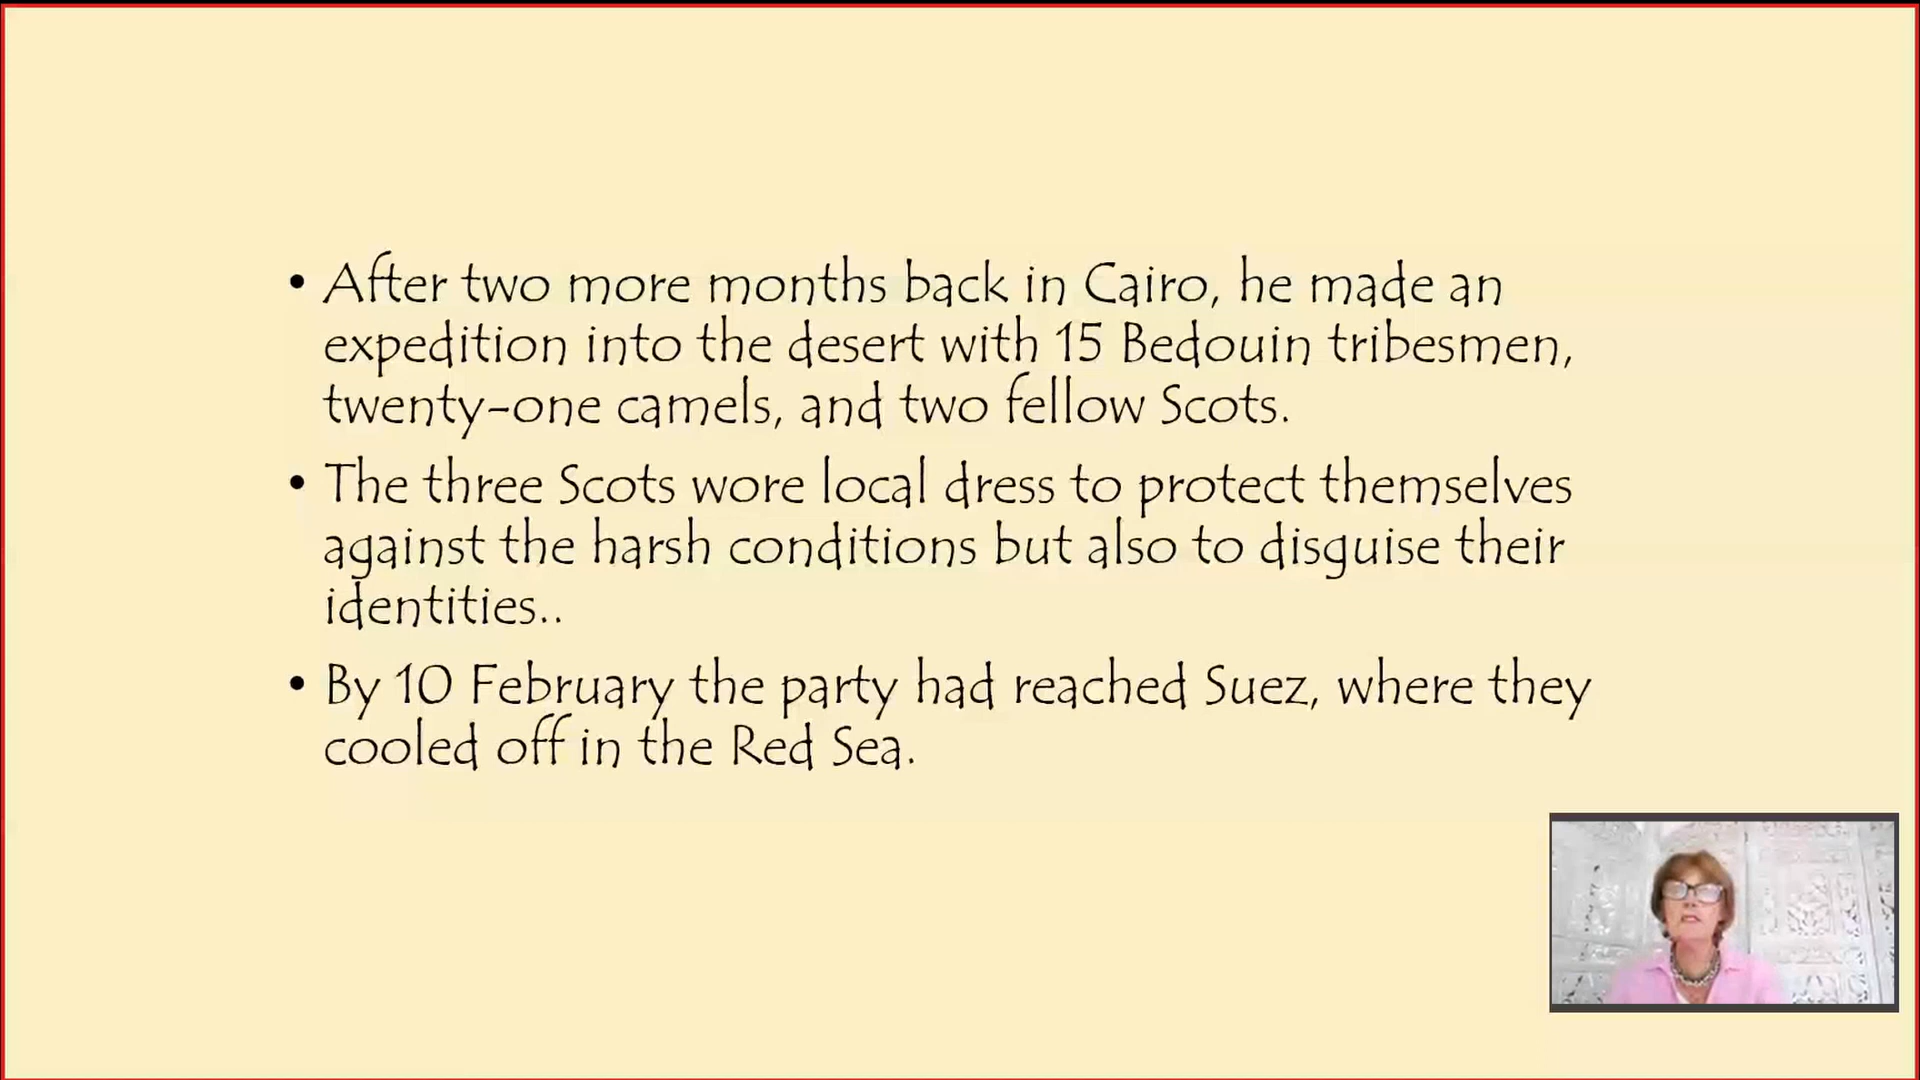 • After two more months back in Cairo, he made an
expedition into the desert with 15 Bedouin tribesmen,
twenty-one camels, and two fellow Scots.
• The three Scots wore local dress to protect themselves
against the harsh conditions but also to disguise their
identities..
• By 10 February the party had reached Suez, where they
cooled off in the Red Sea.